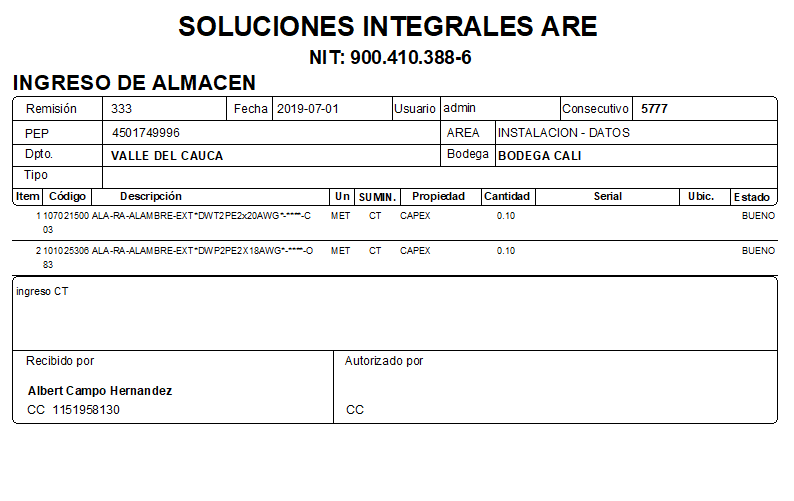 SOLUCIONES INTEGRALES ARE
NIT: 900.410.388-6
INGRESO DE ALMACEN
Remisión 333 Fecha 2019-07-01 Usuario admin Consecutivo 5777
PEP 4501749996 AREA INSTALACION - DATOS
Dpto. VALLE DEL CAUCA Bodega BODEGA CALI
Tipo
Item Código Descripción Un SUMIN. Propiedad Cantidad Serial Ubic. Estado
1 107021500 ALA-RA-ALAMBRE-EXT*DWT2PE2x20AWG*-****-C MET CT CAPEX 0.10 BUENO
03
2 101025306 ALA-RA-ALAMBRE-EXT*DWP2PE2X18AWG*-****-O MET CT CAPEX 0.10 BUENO
83
ingreso CT
Recibido por Autorizado por
Albert Campo Hernandez
CC 1151958130 CC